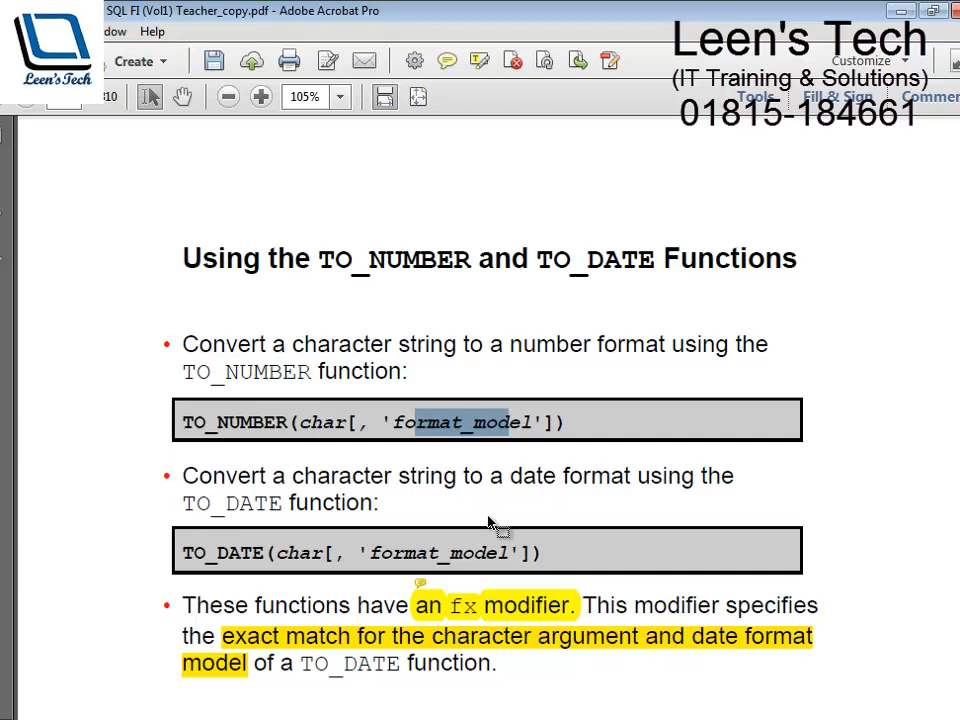 SQL FI (Vol1) Teacher_copy.pdf - Adobe Acrobat Pro
dow Help
Leen's Tech
Leen's Tech
(IT Training & Solutions)
01815-184661
Create
Customize
10
105%
Tools
Fill & Sign
Comme
Using the TO_NUMBER and TO_DATE Functions
• Convert a character string to a number format using the
TO_NUMBER function:
TO_NUMBER(char[, 'format_model'])
• Convert a character string to a date format using the
TO_DATE function:
TO_DATE(char[, 'format_model'])
• These functions have an fx modifier. This modifier specifies
the exact match for the character argument and date format
model of a TO_DATE function.